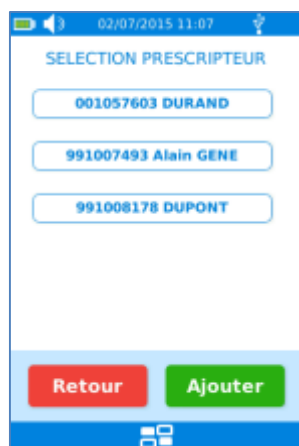 02/07/2015 11:07
SELECTION PRESCRIPTEUR
001057603 DURAND
991007493 Alain GENE
991008178 DUPONT
Retour Ajouter